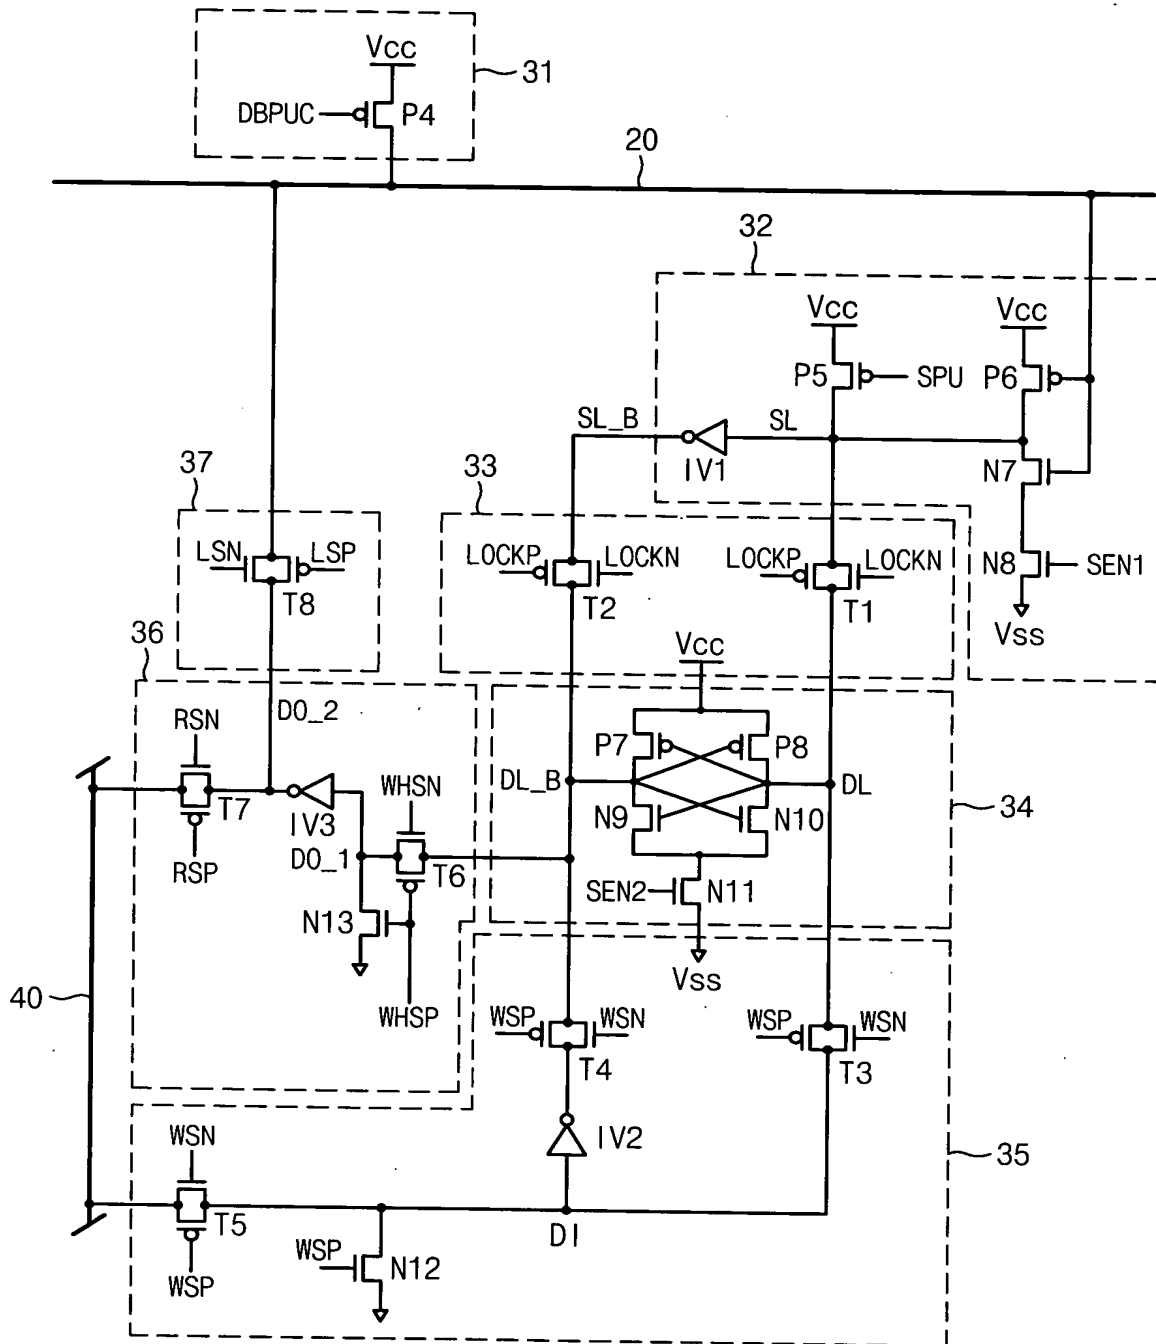 Vcc
31
DBPUC
P4
20
32
Vcc
Vcc
P5
SPU
P6
SL_B
SL
IV1
N7
37
33
LSN
LSP
T8
LOCKP
LOCKN
T2
LOCKP
LOCKN
T1
N8
SEN1
Vss
36
Vcc
DO_2
RSN
P7
P8
WHSN
DL_B
DL
T7
IV3
34
N9
N10
DO_1
T6
RSP
SEN2
N11
N13
Vss
40
WHSP
WSP
WSN
T4
WSP
WSN
T3
IV2
WSN
35
T5
DI
WSP
WSP
N12